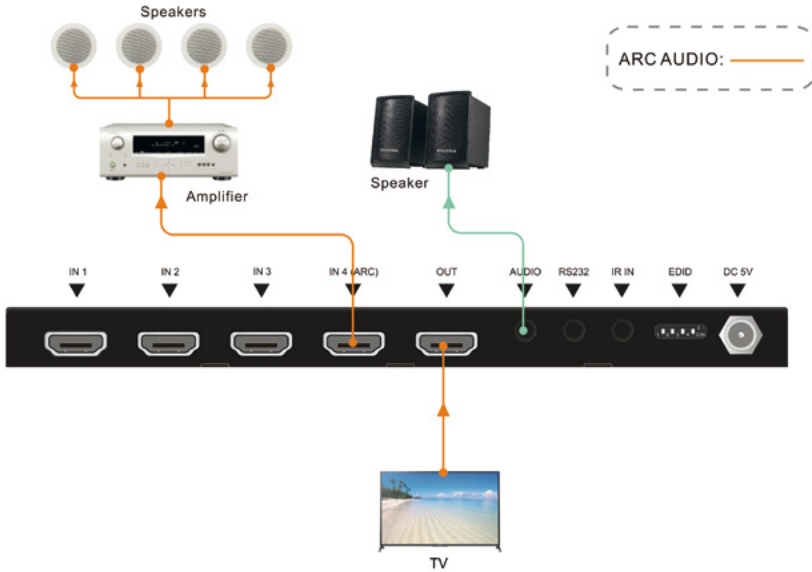 Speakers
ARC AUDIO:
Amplifier
Speaker
IN 1
IN 2
IN 3
IN 4 (ARC)
OUT
AUDIO
RS232
IR IN
EDID
DC 5V
TV